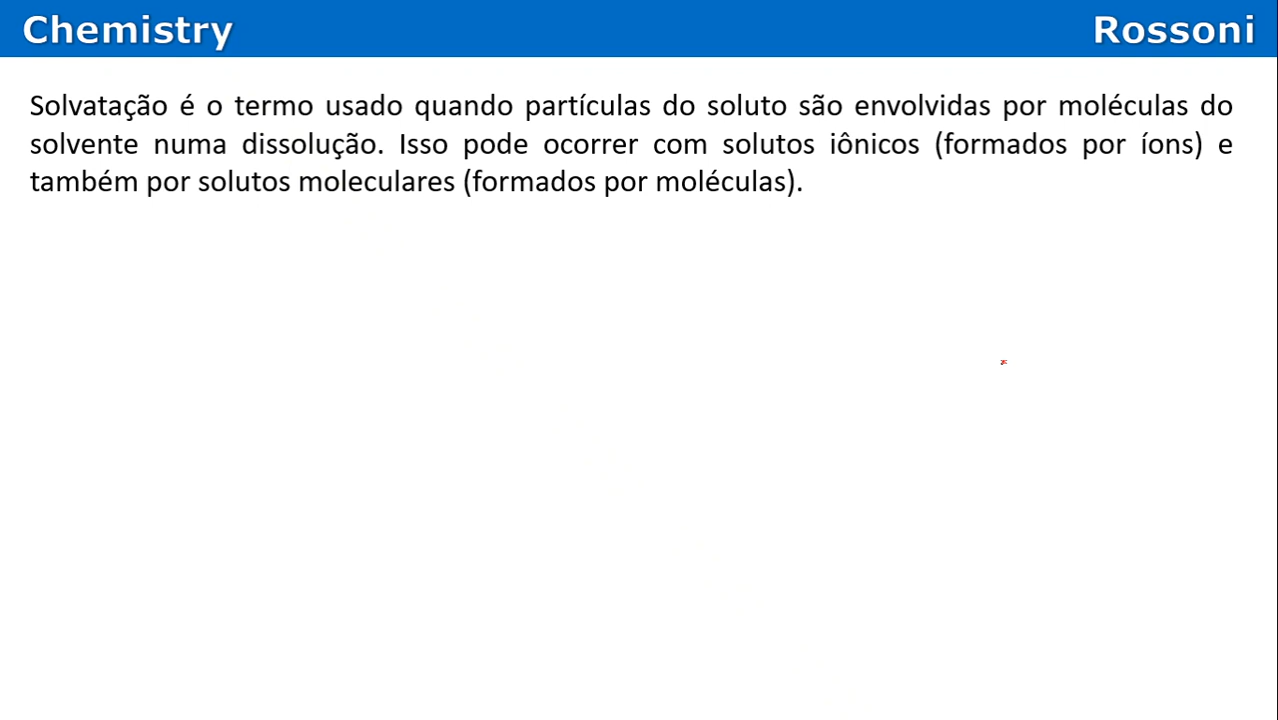 Chemistry Rossoni
Solvatação é o termo usado quando partículas do soluto são envolvidas por moléculas do
solvente numa dissolução. Isso pode ocorrer com solutos iônicos (formados por íons) e
também por solutos moleculares (formados por moléculas).